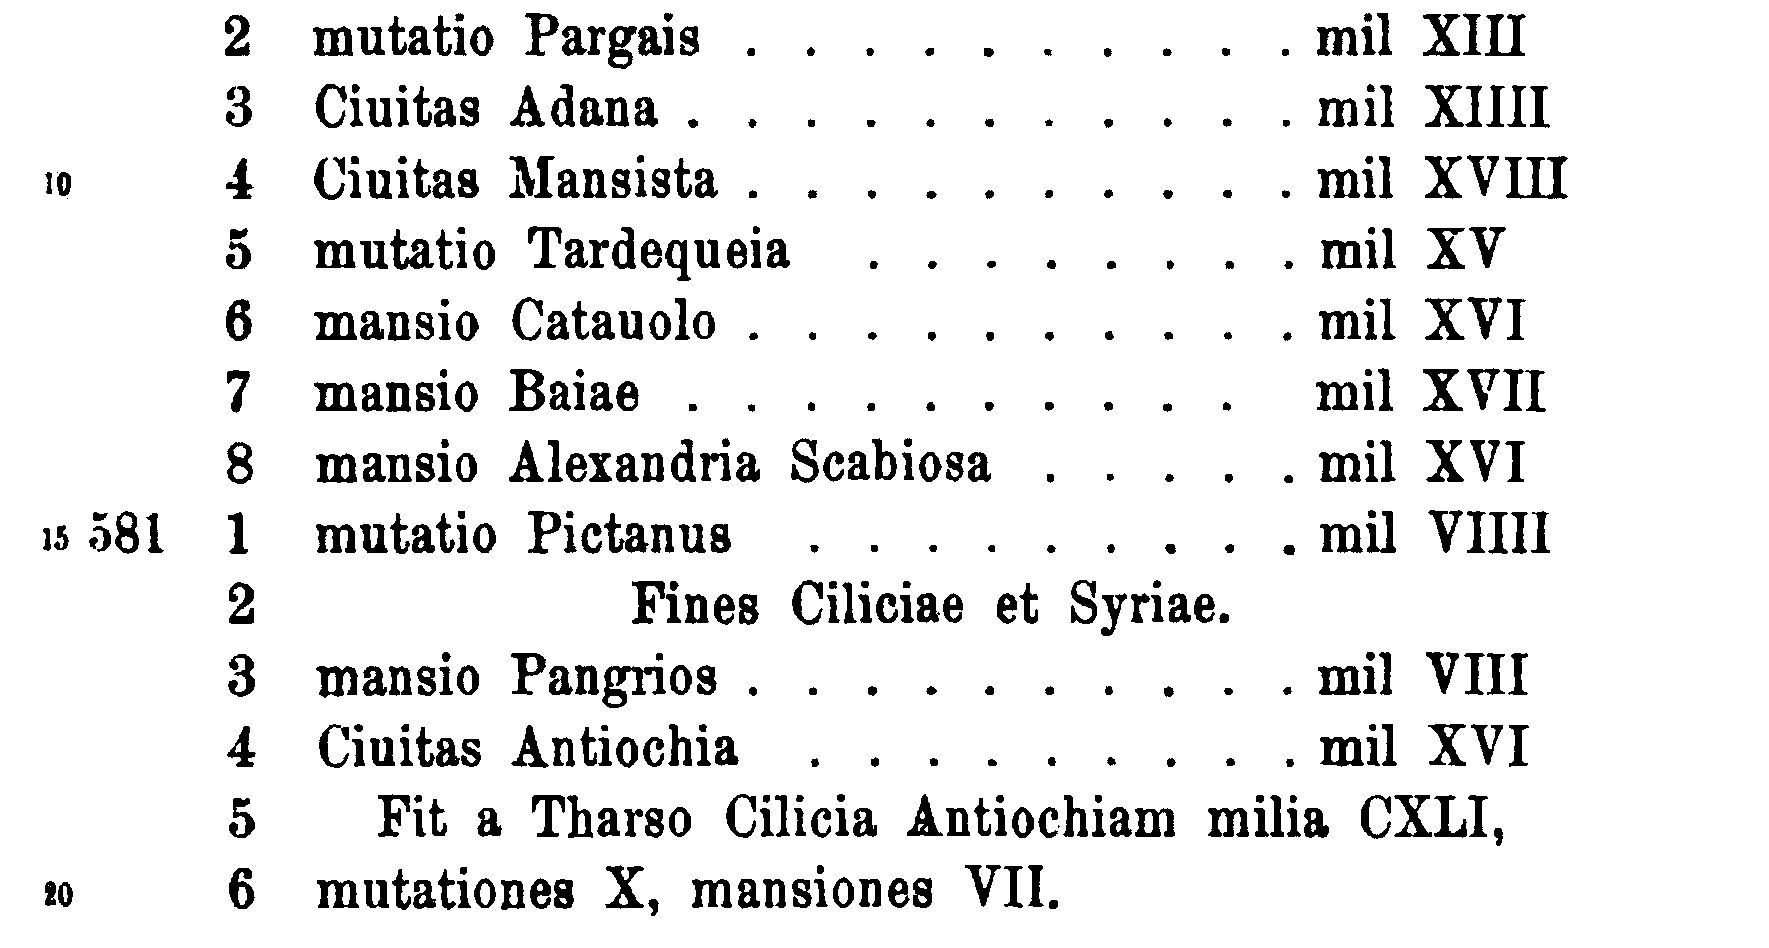 2 mutatio Pargais . . . . . . . . . . mil XIII
3 Ciuitas Adana . . . . . . . . . . . mil XIIII
10 4 Ciuitas Mansista . . . . . . . . . . mil XVIII
5 mutatio Tardequeia . . . . . . . . mil XV
6 mansio Catauolo . . . . . . . . . . mil XVI
7 mansio Baiae . . . . . . . . . . mil XVII
8 mansio Alexandria Scabiosa . . . . . mil XVI
15 581 1 mutatio Pictanus . . . . . . . . . mil VIIII
2 Fines Ciliciae et Syriae.
3 mansio Pangrios . . . . . . . . . . mil VIII
4 Ciuitas Antiochia . . . . . . . . . mil XVI
5 Fit a Tharso Cilicia Antiochiam milia CXLI,
20 6 mutationes X, mansiones VII.